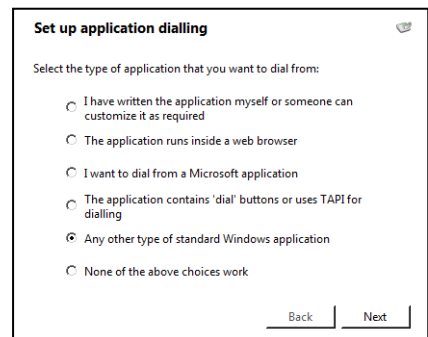 Set up application dialling
Select the type of application that you want to dial from:
I have written the application myself or someone can
customize it as required
The application runs inside a web browser
I want to dial from a Microsoft application
The application contains 'dial' buttons or uses TAPI for
dialling
Any other type of standard Windows application
None of the above choices work
Back Next